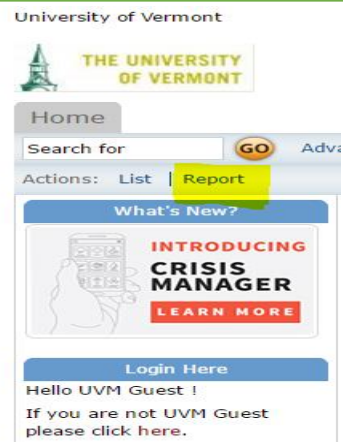 University of Vermont
THE UNIVERSITY
OF VERMONT
Home
Search for GO Adva
Actions: List | Report
What's New?
INTRODUCING
CRISIS
MANAGER
LEARN MORE
Login Here
Hello UVM Guest !
If you are not UVM Guest
please click here.